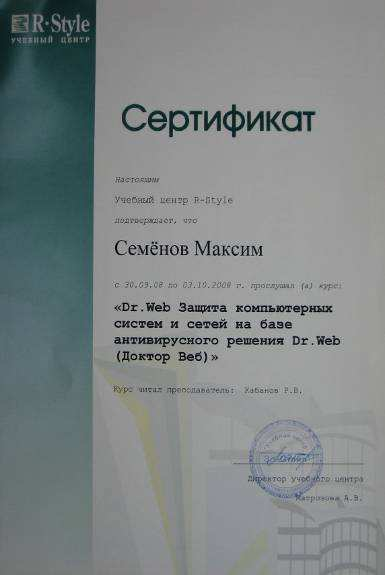 R·Style
УЧЕБНЫЙ ЦЕНТР
Сертификат
Настоящим
Учебный центр R-Style
подтверждает, что
Семёнов Максим
с 30.09.08 по 03.10.2008 г. прослушал (а) курс:
«Dr.Web Защита компьютерных
систем и сетей на базе
антивирусного решения Dr.Web
(Доктор Веб)»
Курс читал преподаватель: Кабанов Р.В.
Директор учебного центра
А.В.